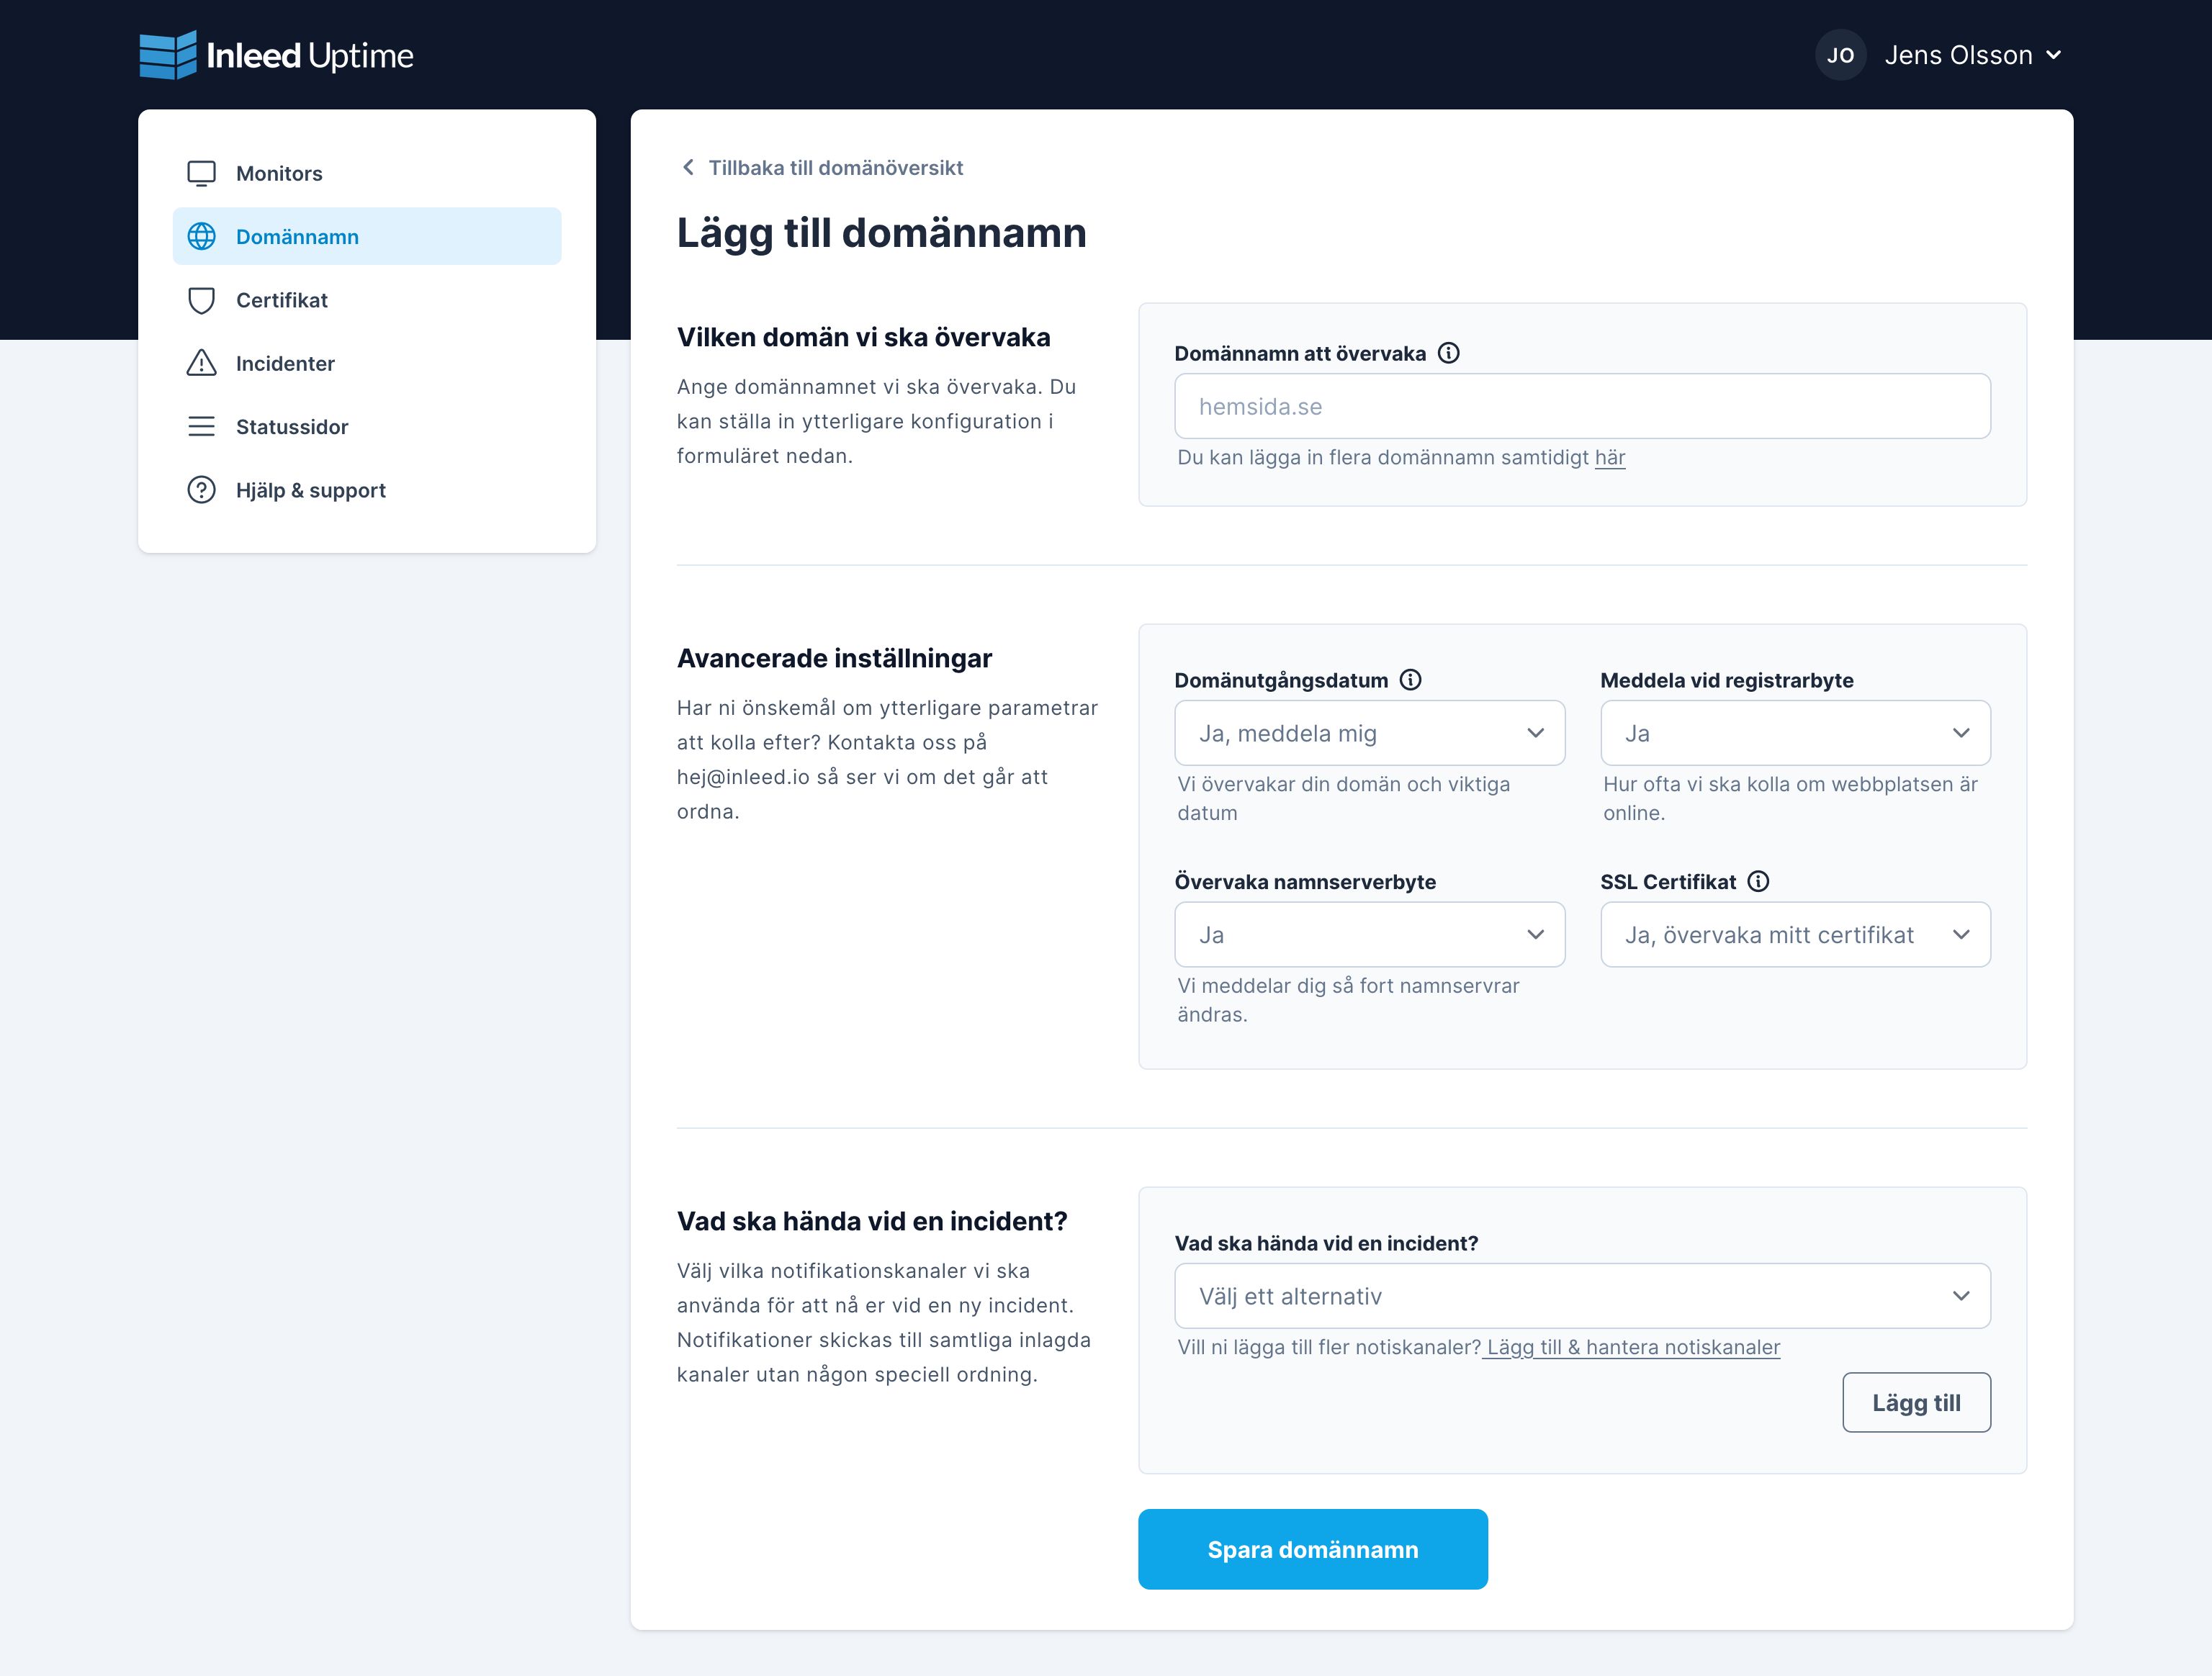 Inleed Uptime
JO Jens Olsson
Monitors
Domännamn
Certifikat
Incidenter
Statussidor
Hjälp & support
Tillbaka till domänöversikt
Lägg till domännamn
Vilken domän vi ska övervaka
Ange domännamnet vi ska övervaka. Du
kan ställa in ytterligare konfiguration i
formuläret nedan.
Domännamn att övervaka
hemsida.se
Du kan lägga in flera domännamn samtidigt här
Avancerade inställningar
Har ni önskemål om ytterligare parametrar
att kolla efter? Kontakta oss på
hej@inleed.io så ser vi om det går att
ordna.
Domänutgångsdatum
Ja, meddela mig
Vi övervakar din domän och viktiga
datum
Meddela vid registrarbyte
Ja
Hur ofta vi ska kolla om webbplatsen är
online.
Övervaka namnserverbyte
Ja
Vi meddelar dig så fort namnservrar
ändras.
SSL Certifikat
Ja, övervaka mitt certifikat
Vad ska hända vid en incident?
Välj vilka notifikationskanaler vi ska
använda för att nå er vid en ny incident.
Notifikationer skickas till samtliga inlagda
kanaler utan någon speciell ordning.
Vad ska hända vid en incident?
Välj ett alternativ
Vill ni lägga till fler notiskanaler? Lägg till & hantera notiskanaler
Lägg till
Spara domännamn